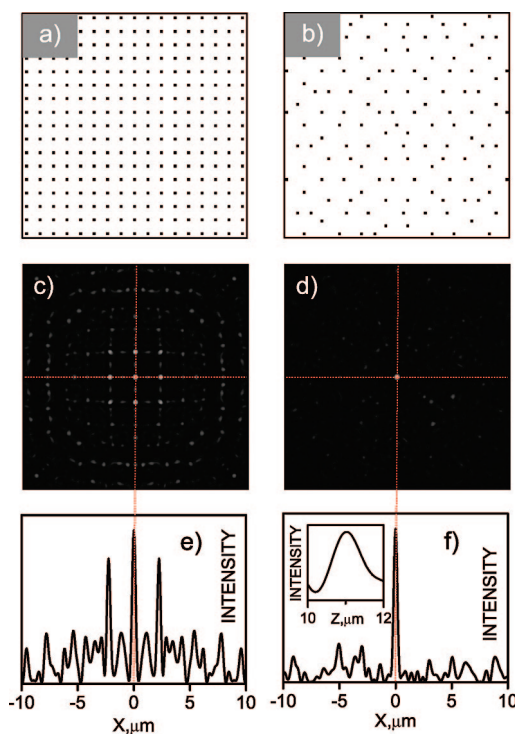 a)
b)
c)
d)
e)
INTENSITY
-10 -5 0 5 10
X,μm
f)
INTENSITY
INTENSITY
10 12
Z,μm
-10 -5 0 5 10
X,μm